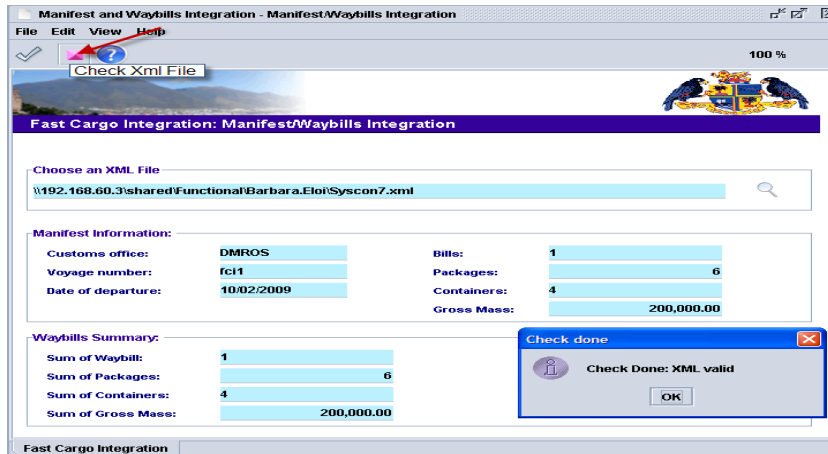 Manifest and Waybills Integration - Manifest/Waybills Integration
File Edit View Help
100 %
Check Xml File
Fast Cargo Integration: Manifest/Waybills Integration
Choose an XML File
\\192.168.60.3\shared\Functional\Barbara.Eloi\Syscon7.xml
Manifest Information:
Customs office: DMROS Bills: 1
Voyage number: fci1 Packages: 6
Date of departure: 10/02/2009 Containers: 4
Gross Mass: 200,000.00
Waybills Summary:
Sum of Waybill: 1
Sum of Packages: 6
Sum of Containers: 4
Sum of Gross Mass: 200,000.00
Check done
Check Done: XML valid
OK
Fast Cargo Integration